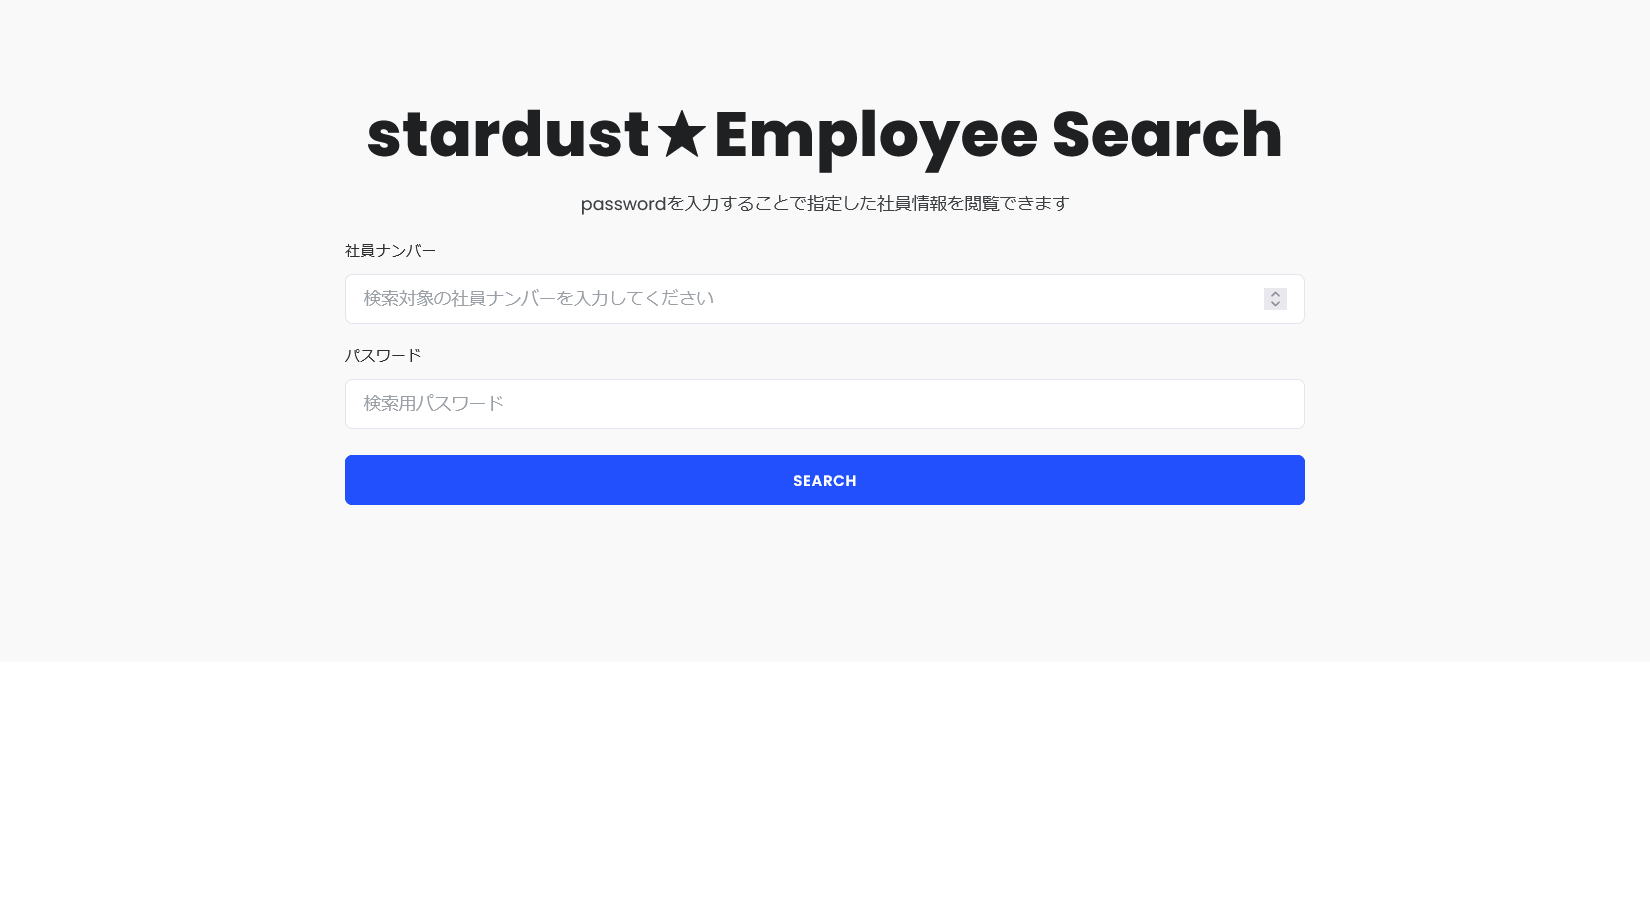 stardust★Employee Search
passwordを入力することで指定した社員情報を閲覧できます
社員ナンバー
検索対象の社員ナンバーを入力してください
パスワード
検索用パスワード
SEARCH